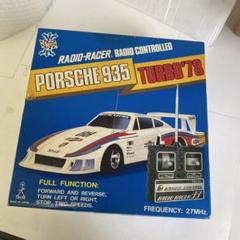 RADIO-RACER, RADIO CONTROLLED
PORSCHE 935
TURBO '78
FULL FUNCTION:
FORWARD AND REVERSE,
TURN LEFT OR RIGHT,
STOP, TWO SPEEDS.
FREQUENCY: 27MHz.